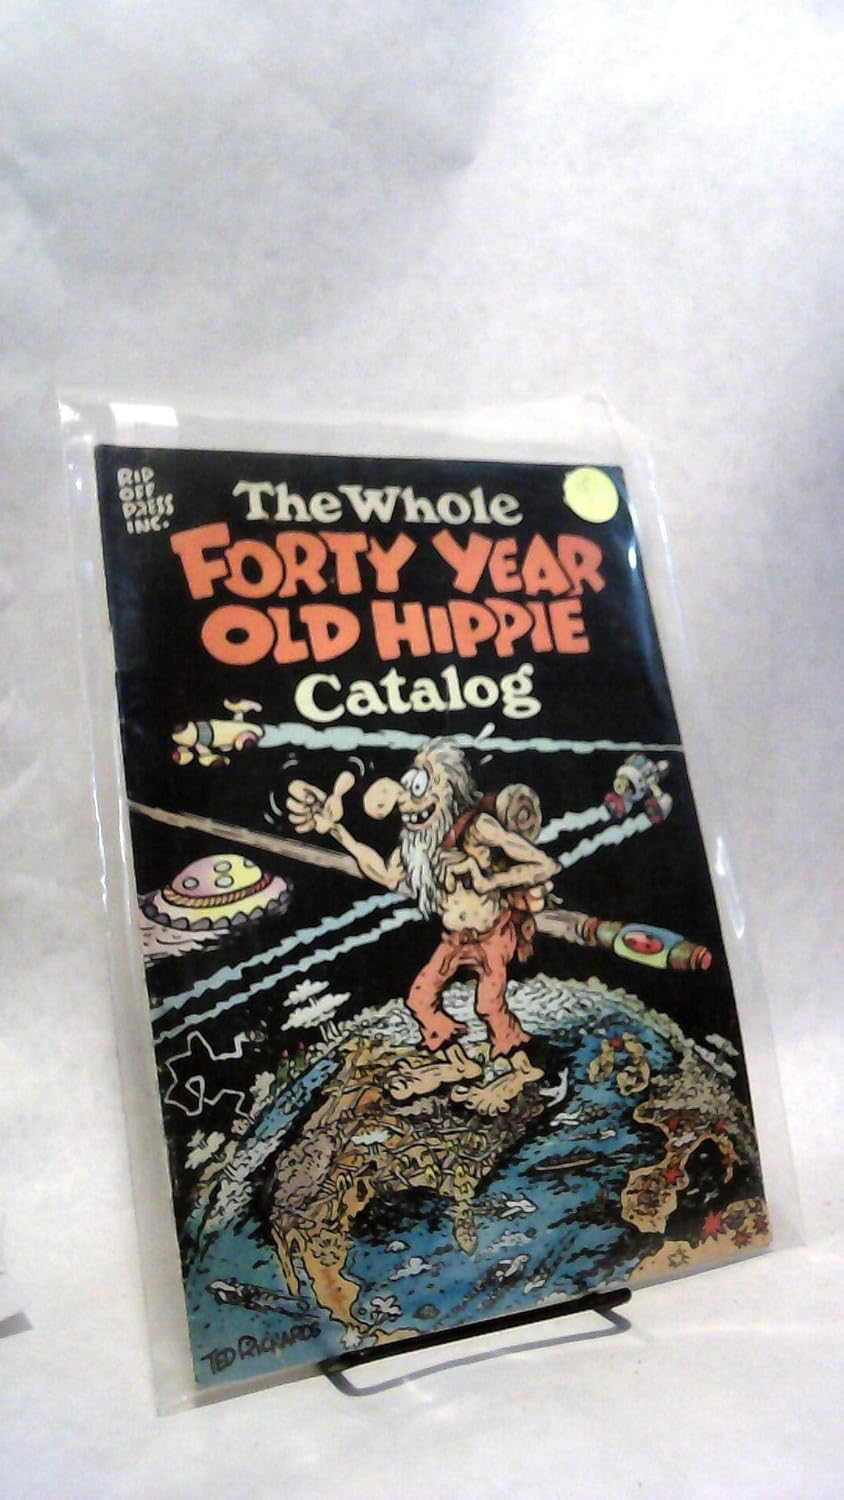 RIP
OFF
PRESS
INC.
The Whole
FORTY YEAR
OLD HIPPIE
Catalog
TED RICHARDS